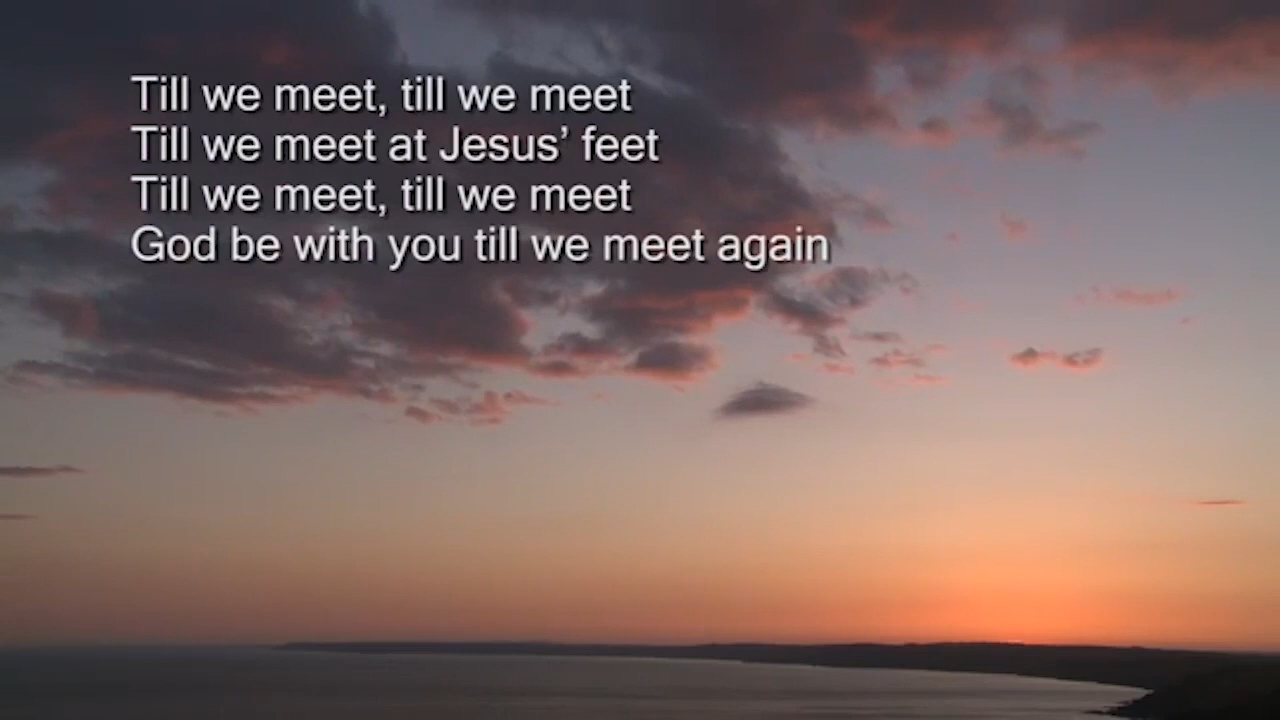 Till we meet, till we meet
Till we meet at Jesus’ feet
Till we meet, till we meet
God be with you till we meet again